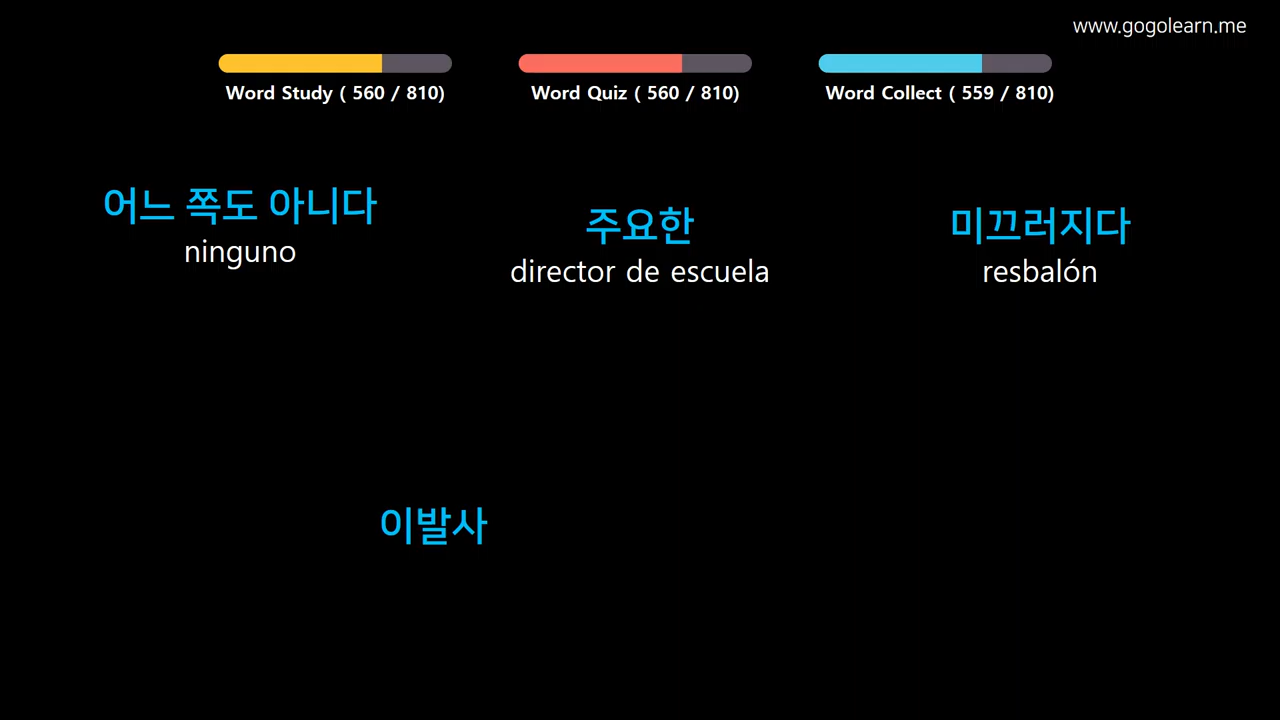 www.gogolearn.me
Word Study ( 560 / 810)
Word Quiz ( 560 / 810)
Word Collect ( 559 / 810)
어느 쪽도 아니다
ninguno
주요한
director de escuela
미끄러지다
resbalón
이발사